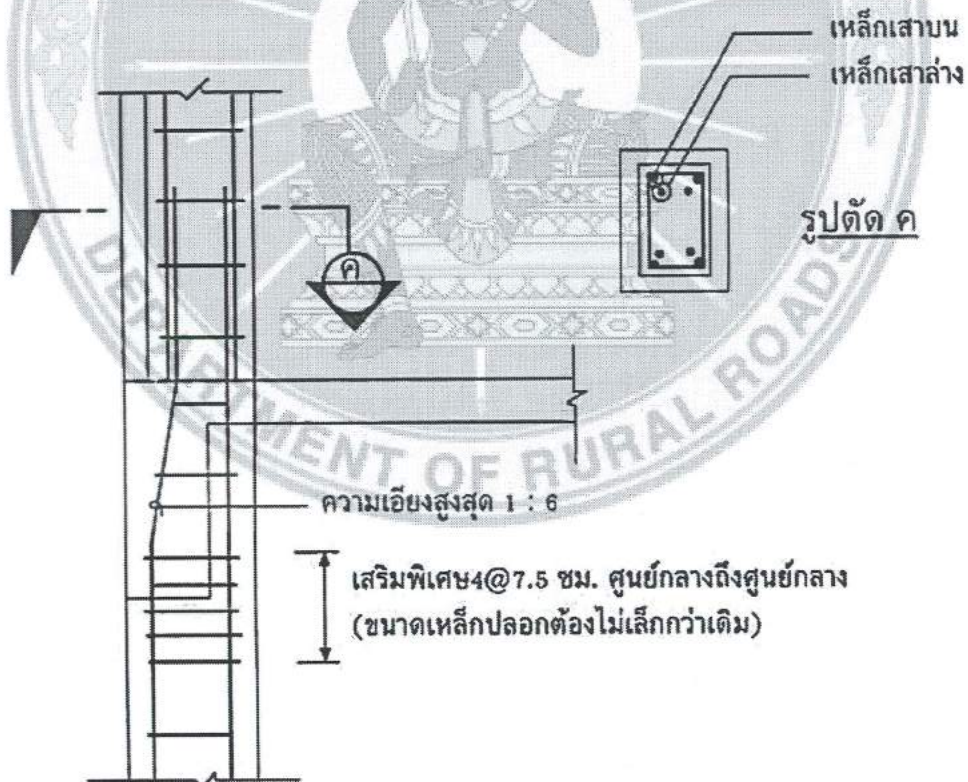 เหล็กเสาบน
เหล็กเสาล่าง
รูปตัด ค
ค
DEPARTMENT OF RURAL ROADS
ความเอียงสูงสุด 1 : 6
เสริมพิเศษ4@7.5 ซม. ศูนย์กลางถึงศูนย์กลาง
(ขนาดเหล็กปลอกต้องไม่เล็กกว่าเดิม)